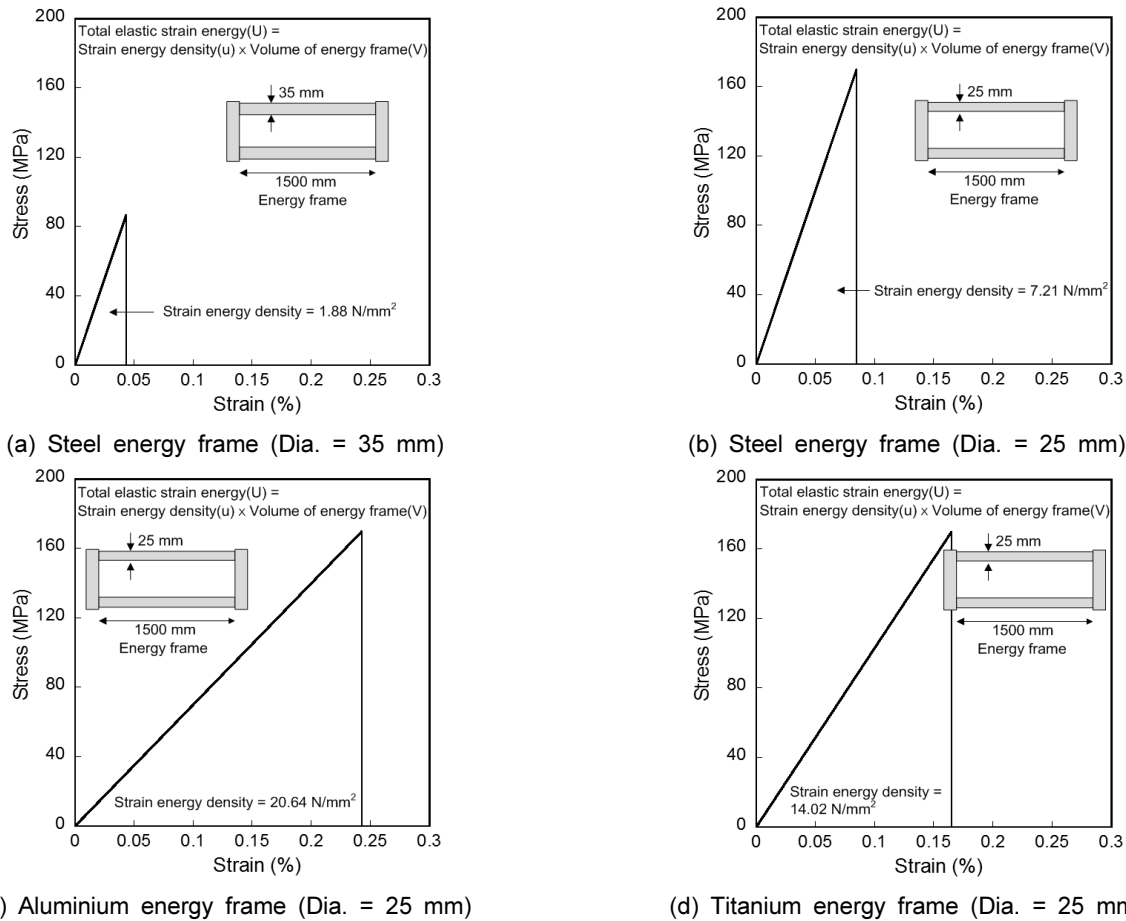 200
160
120
80
40
0
Stress (MPa)
Total elastic strain energy(U) =
Strain energy density(u) x Volume of energy frame(V)
35 mm
1500 mm
Energy frame
Strain energy density = 1.88 N/mm²
0 0.05 0.1 0.15 0.2 0.25 0.3
Strain (%)
(a) Steel energy frame (Dia. = 35 mm)
200
160
120
80
40
0
Stress (MPa)
Total elastic strain energy(U) =
Strain energy density(u) x Volume of energy frame(V)
25 mm
1500 mm
Energy frame
Strain energy density = 7.21 N/mm²
0 0.05 0.1 0.15 0.2 0.25 0.3
Strain (%)
(b) Steel energy frame (Dia. = 25 mm)
200
160
120
80
40
0
Stress (MPa)
Total elastic strain energy(U) =
Strain energy density(u) x Volume of energy frame(V)
25 mm
1500 mm
Energy frame
Strain energy density = 20.64 N/mm²
0 0.05 0.1 0.15 0.2 0.25 0.3
Strain (%)
) Aluminium energy frame (Dia. = 25 mm)
200
160
120
80
40
0
Stress (MPa)
Total elastic strain energy(U) =
Strain energy density(u) x Volume of energy frame(V)
25 mm
1500 mm
Energy frame
Strain energy density =
14.02 N/mm²
0 0.05 0.1 0.15 0.2 0.25 0.3
Strain (%)
(d) Titanium energy frame (Dia. = 25 mm